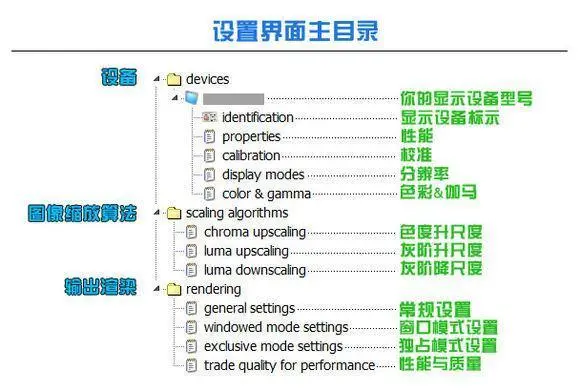 设置界面主目录
设备 devices
你的显示设备型号
identification 显示设备标示
properties 性能
calibration 校准
display modes 分辨率
color & gamma 色彩&伽马
图像缩放算法 scaling algorithms
chroma upscaling 色度升尺度
luma upscaling 灰阶升尺度
luma downscaling 灰阶降尺度
输出渲染 rendering
general settings 常规设置
windowed mode settings 窗口模式设置
exclusive mode settings 独占模式设置
trade quality for performance 性能与质量